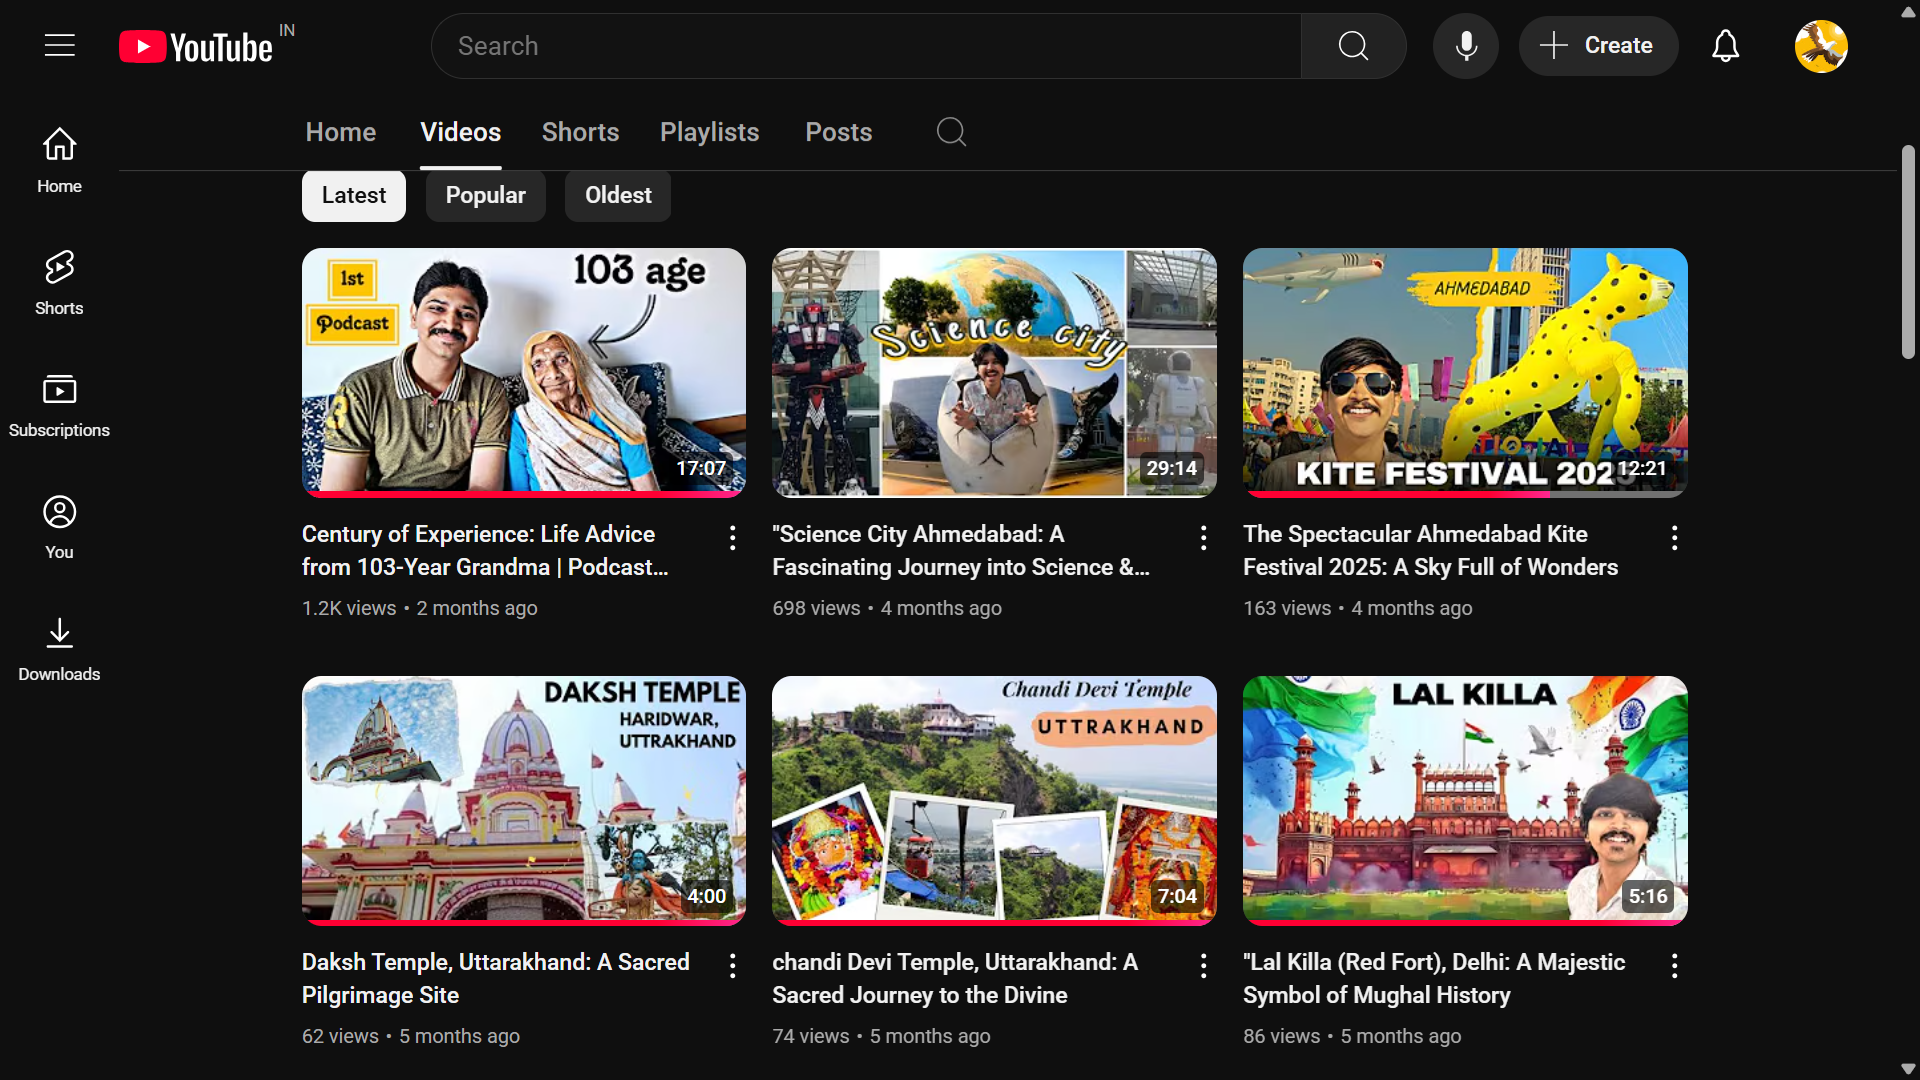 YouTube IN
Search
Create
Home
Videos
Shorts
Playlists
Posts
Home
Shorts
Subscriptions
You
Downloads
Latest
Popular
Oldest
1st
Podcast
103 age
17:07
Science city
29:14
AHMEDABAD
KITE FESTIVAL 2025
12:21
Century of Experience: Life Advice
from 103-Year Grandma | Podcast...
1.2K views • 2 months ago
"Science City Ahmedabad: A
Fascinating Journey into Science &...
698 views • 4 months ago
The Spectacular Ahmedabad Kite
Festival 2025: A Sky Full of Wonders
163 views • 4 months ago
DAKSH TEMPLE
HARIDWAR,
UTTRAKHAND
4:00
Chandi Devi Temple
UTTRAKHAND
7:04
LAL KILLA
5:16
Daksh Temple, Uttarakhand: A Sacred
Pilgrimage Site
62 views • 5 months ago
chandi Devi Temple, Uttarakhand: A
Sacred Journey to the Divine
74 views • 5 months ago
"Lal Killa (Red Fort), Delhi: A Majestic
Symbol of Mughal History
86 views • 5 months ago